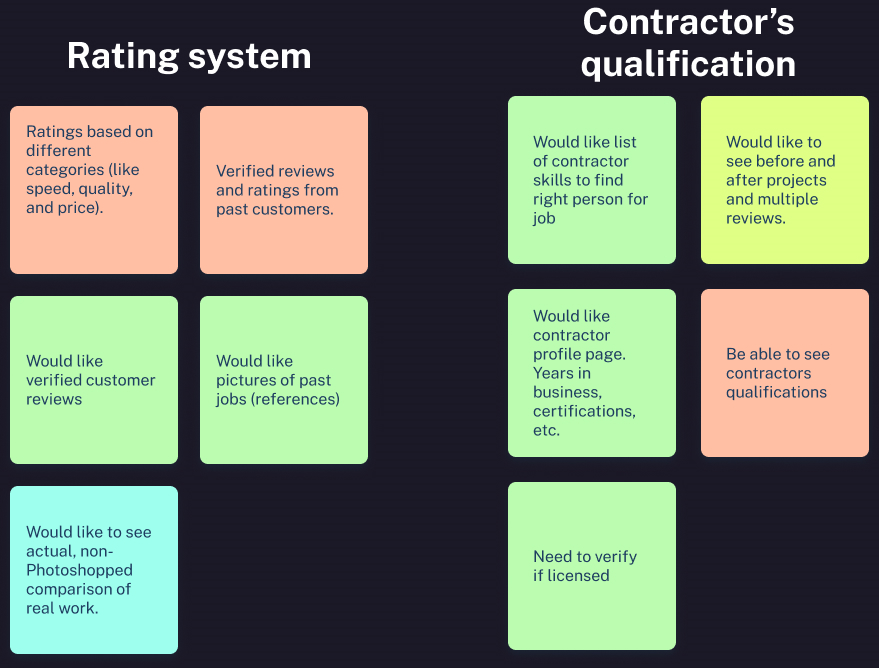 Rating system
Ratings based on
different
categories (like
speed, quality,
and price).
Verified reviews
and ratings from
past customers.
Would like
verified customer
reviews
Would like
pictures of past
jobs (references)
Would like to see
actual, non-
Photoshopped
comparison of
real work.
Contractor’s
qualification
Would like list
of contractor
skills to find
right person for
job
Would like to
see before and
after projects
and multiple
reviews.
Would like
contractor
profile page.
Years in
business,
certifications,
etc.
Be able to see
contractors
qualifications
Need to verify
if licensed